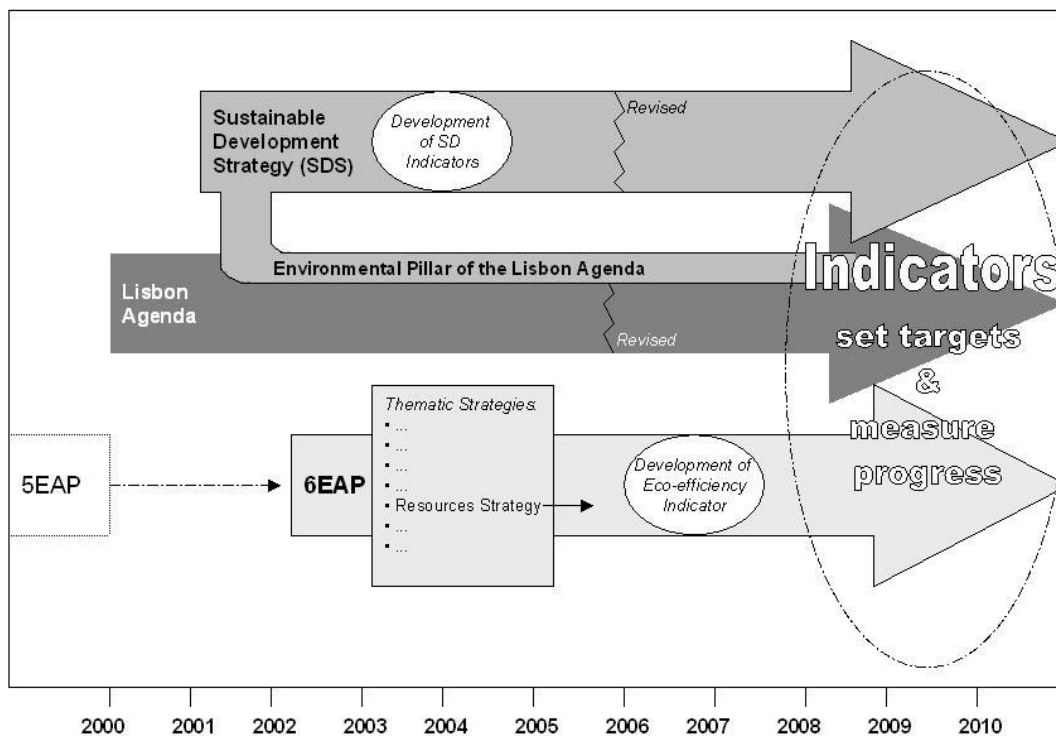 Sustainable
Development
Strategy (SDS)
Development
of SD
Indicators
Revised
Environmental Pillar of the Lisbon Agenda
Lisbon
Agenda
Revised
Indicators
set targets
&
measure
progress
5EAP
6EAP
Thematic Strategies:
▪ ...
▪ ...
▪ ...
▪ ...
▪ Resources Strategy
▪ ...
▪ ...
Development of
Eco-efficiency
Indicator
2000 2001 2002 2003 2004 2005 2006 2007 2008 2009 2010